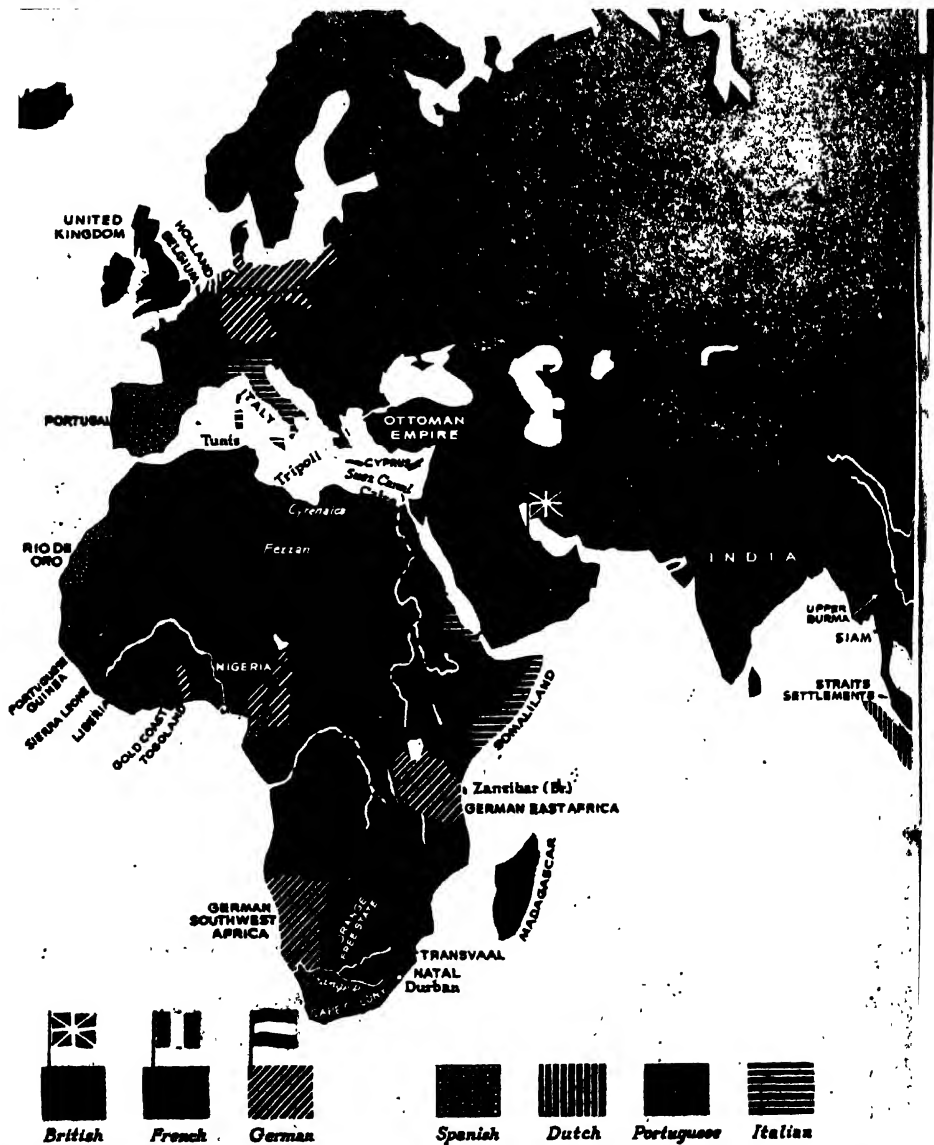 UNITED
KINGDOM
HOLLAND
BELGIUM
PORTUGAL
ITALY
Tunis
Tripoli
OTTOMAN
EMPIRE
CYPRUS
Suez Canal
Cyrenaica
Fezzan
RIO DE
ORO
INDIA
UPPER
BURMA
SIAM
STRAITS
SETTLEMENTS
NIGERIA
PORTUGUESE
GUINEA
SIERRA LEONE
LIBERIA
GOLD COAST
TOGOLAND
SOMALILAND
Zanzibar (Br.)
GERMAN EAST AFRICA
MADAGASCAR
GERMAN
SOUTHWEST
AFRICA
ORANGE
FREE STATE
TRANSVAAL
NATAL
Durban
CAPE COLONY
British
French
German
Spanish
Dutch
Portuguese
Italian